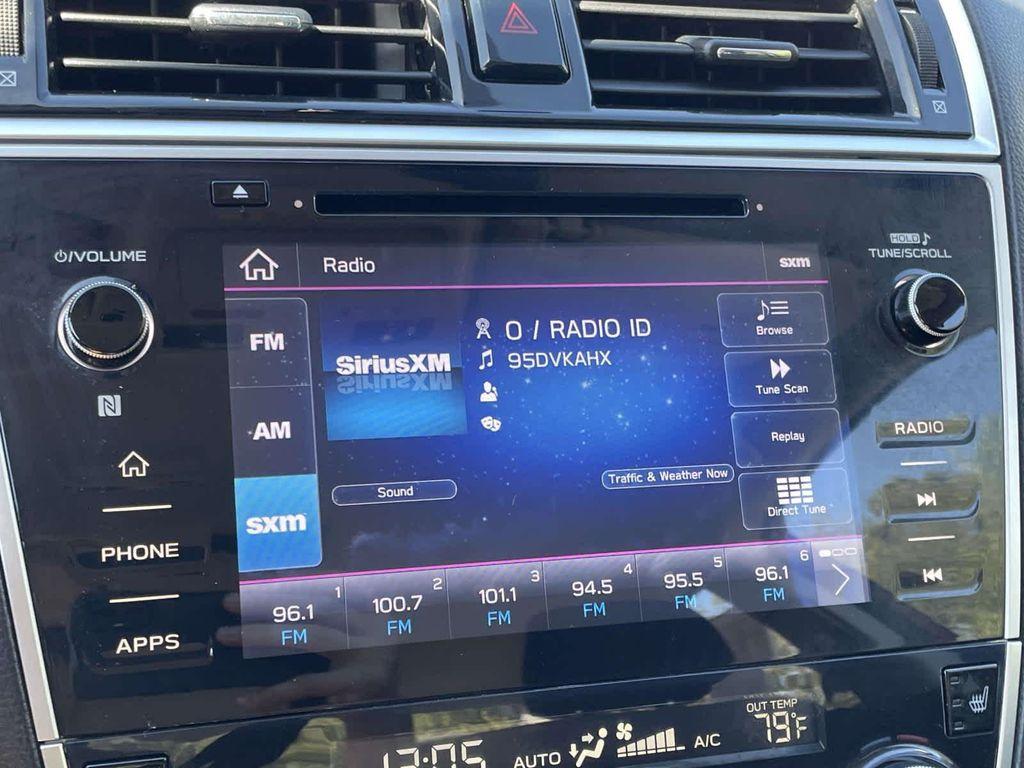 ⏻/VOLUME
HOLD
TUNE/SCROLL
Radio
sxm
FM
AM
sxm
SiriusXM
0 / RADIO ID
95DVKAHX
Browse
Tune Scan
Replay
Direct Tune
Sound
Traffic & Weather Now
N
PHONE
APPS
RADIO
1
96.1
FM
2
100.7
FM
3
101.1
FM
4
94.5
FM
5
95.5
FM
6
96.1
FM
13:05
AUTO
A/C
OUT TEMP
79°F